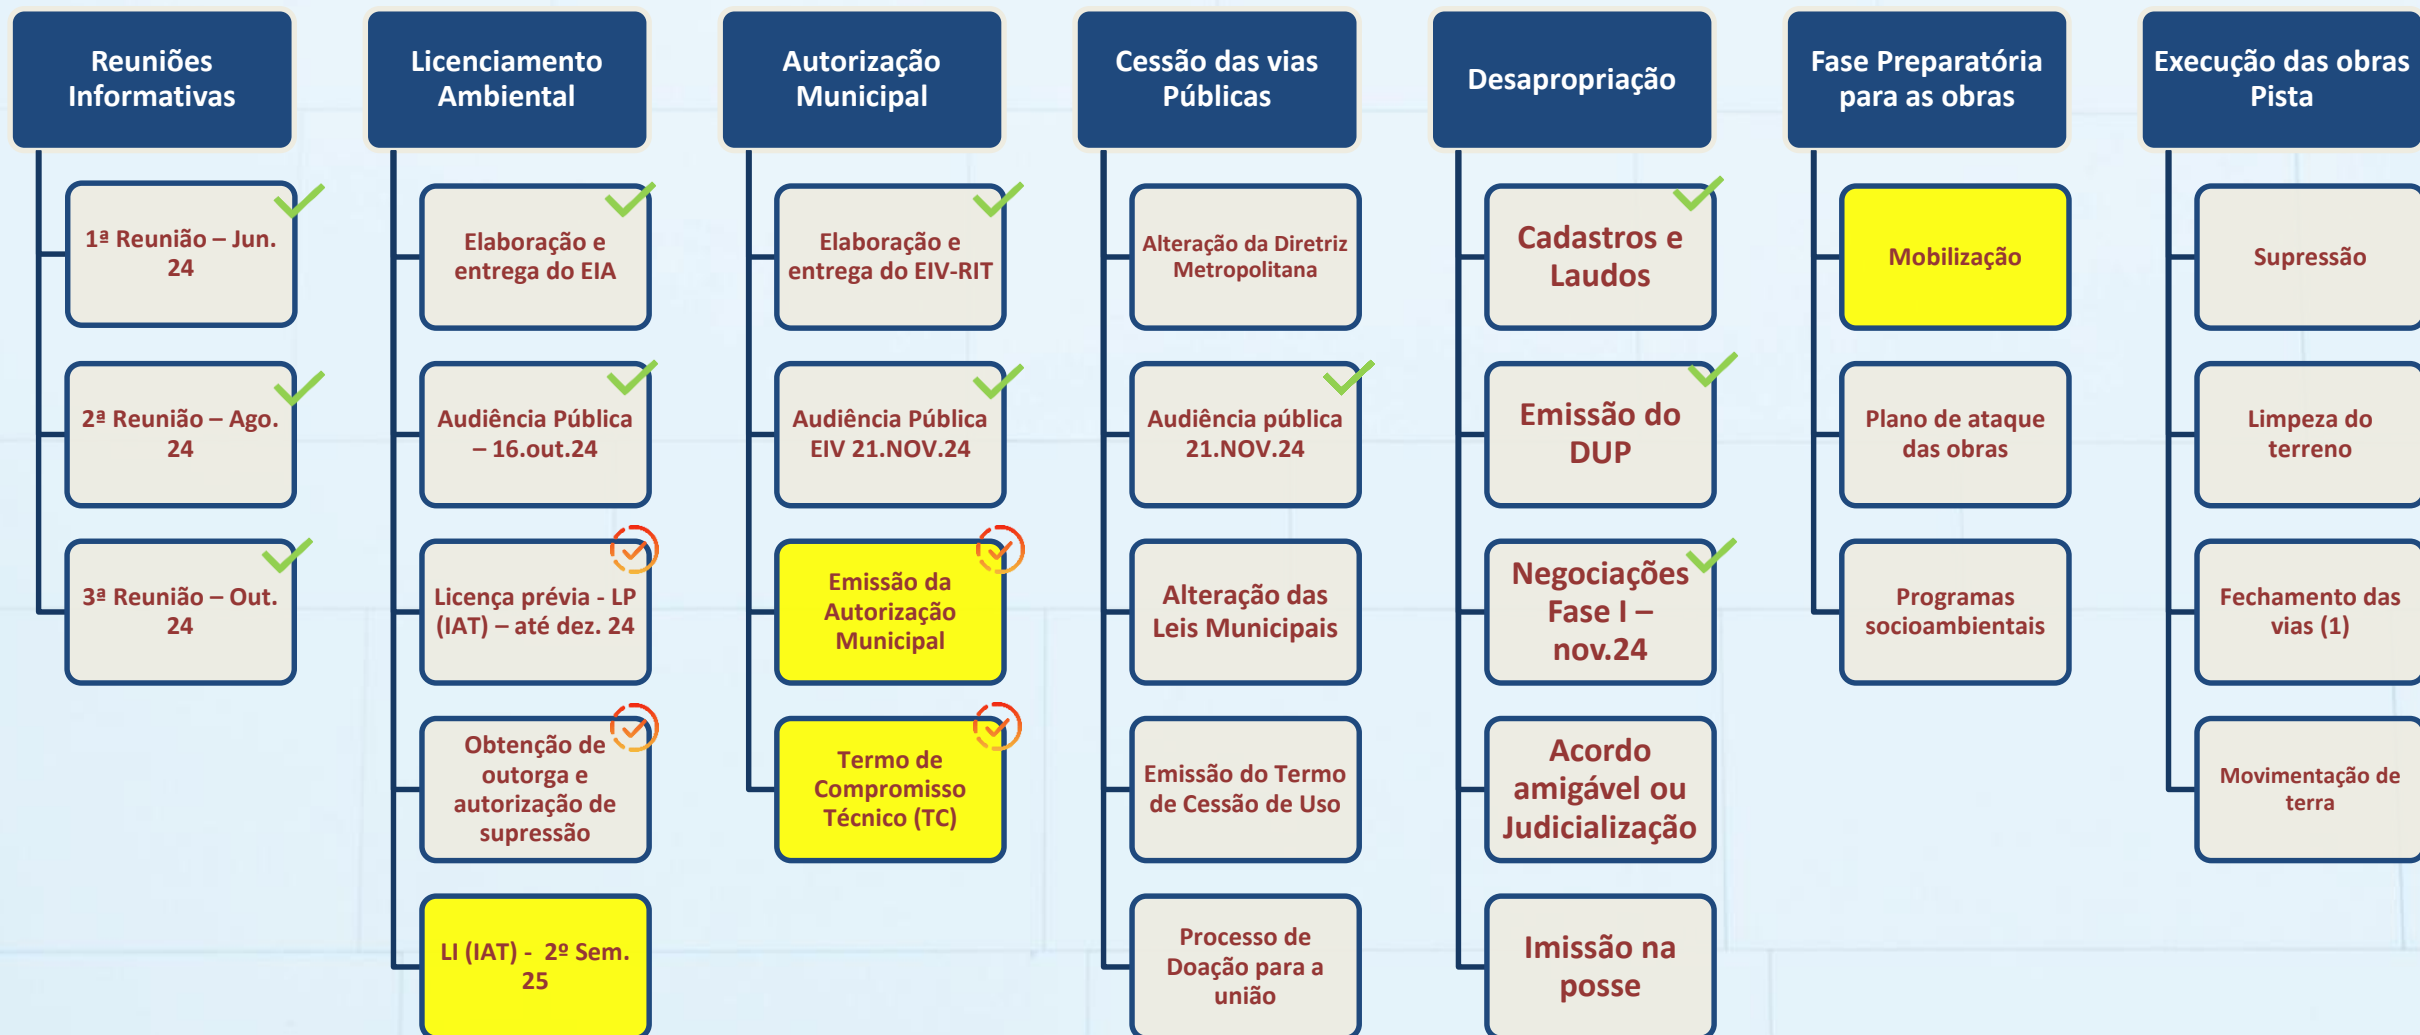 Reuniões
Informativas
1ª Reunião – Jun.
24
2ª Reunião – Ago.
24
3ª Reunião – Out.
24
Licenciamento
Ambiental
Elaboração e
entrega do EIA
Audiência Pública
– 16.out.24
Licença prévia - LP
(IAT) – até dez. 24
Obtenção de
outorga e
autorização de
supressão
LI (IAT) - 2º Sem.
25
Autorização
Municipal
Elaboração e
entrega do EIV-RIT
Audiência Pública
EIV 21.NOV.24
Emissão da
Autorização
Municipal
Termo de
Compromisso
Técnico (TC)
Cessão das vias
Públicas
Alteração da Diretriz
Metropolitana
Audiência pública
21.NOV.24
Alteração das
Leis Municipais
Emissão do Termo
de Cessão de Uso
Processo de
Doação para a
união
Desapropriação
Cadastros e
Laudos
Emissão do
DUP
Negociações
Fase I –
nov.24
Acordo
amigável ou
Judicialização
Imissão na
posse
Fase Preparatória
para as obras
Mobilização
Plano de ataque
das obras
Programas
socioambientais
Execução das obras
Pista
Supressão
Limpeza do
terreno
Fechamento das
vias (1)
Movimentação de
terra